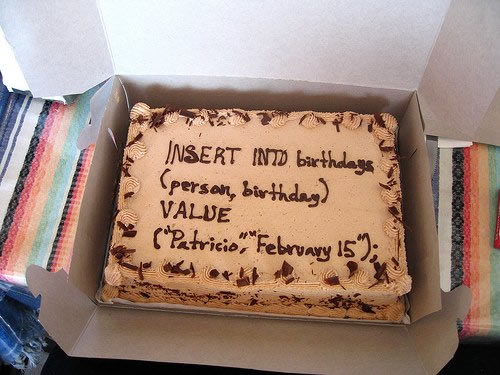 INSERT INTO birthdays
(person, birthday)
VALUE
("Patricio","February 15");